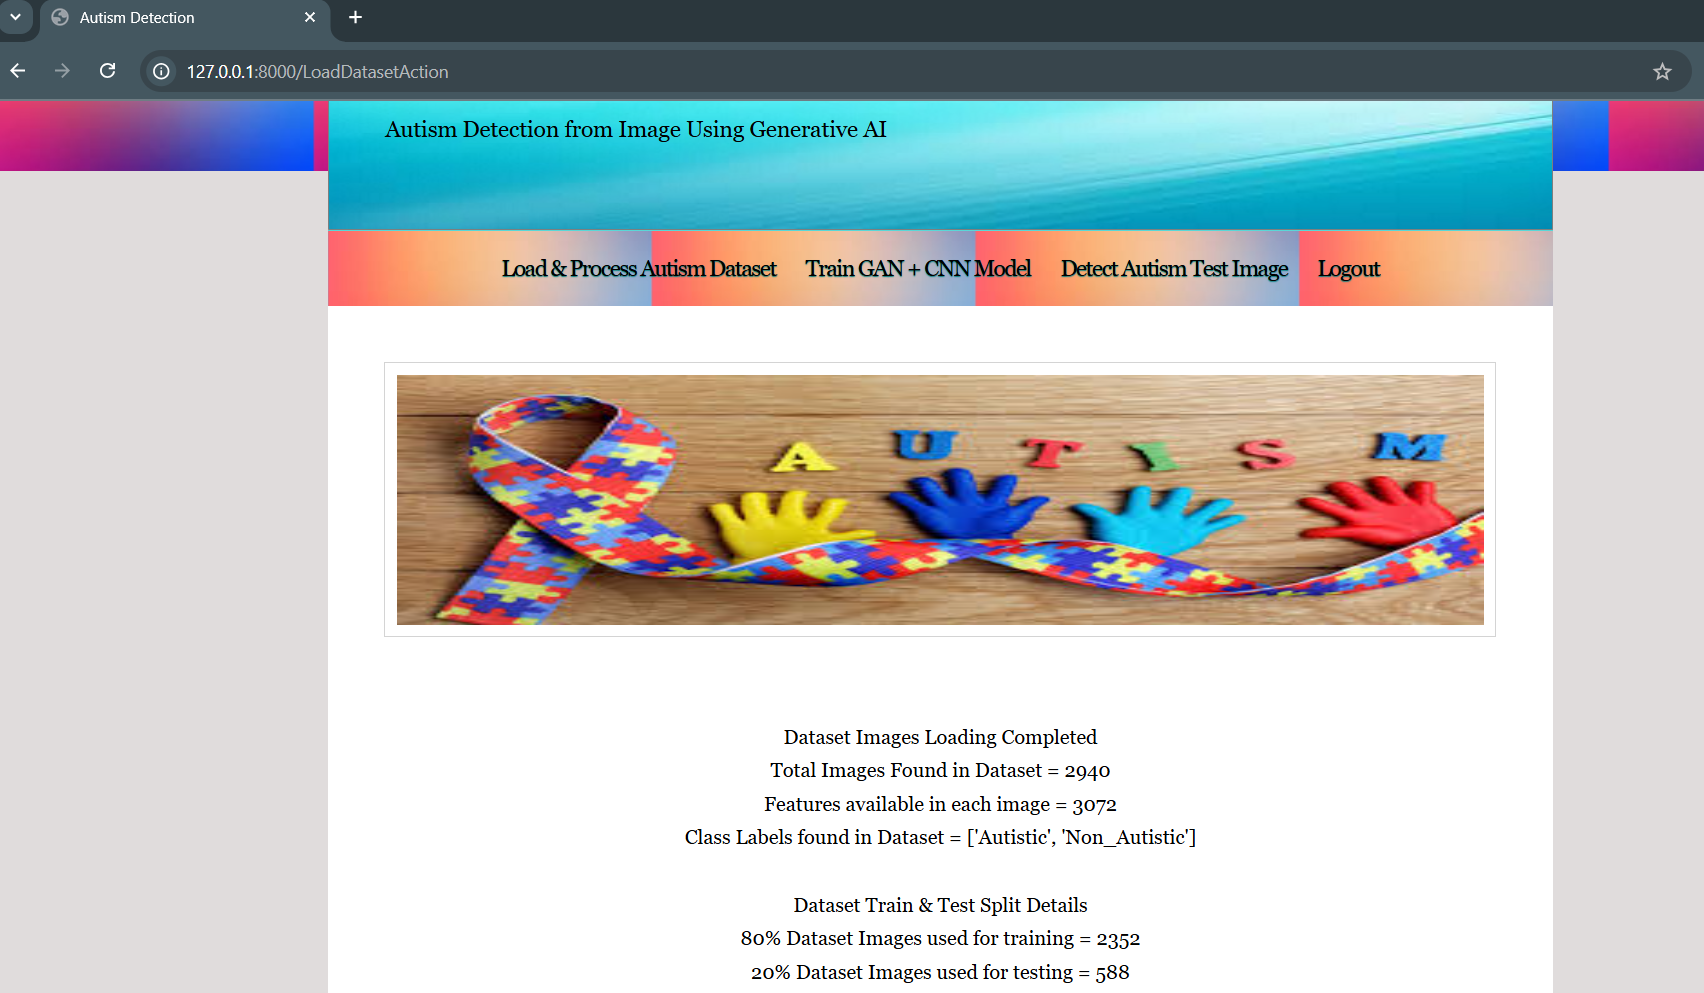 Autism Detection
127.0.0.1:8000/LoadDatasetAction
Autism Detection from Image Using Generative AI
Load & Process Autism Dataset Train GAN + CNN Model Detect Autism Test Image Logout
AUTISM
Dataset Images Loading Completed
Total Images Found in Dataset = 2940
Features available in each image = 3072
Class Labels found in Dataset = ['Autistic', 'Non_Autistic']
Dataset Train & Test Split Details
80% Dataset Images used for training = 2352
20% Dataset Images used for testing = 588